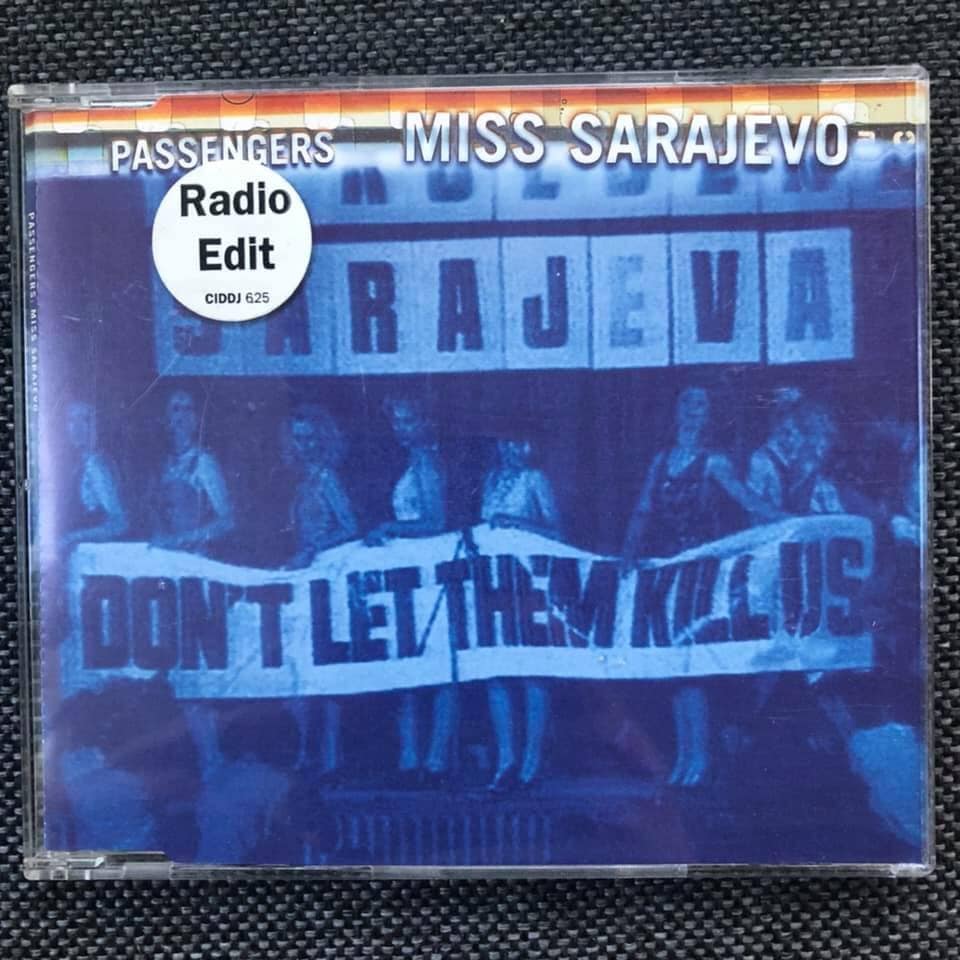 PASSENGERS MISS SARAJEVO
Radio
Edit
CIDDJ 625
SARAJEVA
DON'T LET THEM KILL US
PASSENGERS MISS SARAJEVO